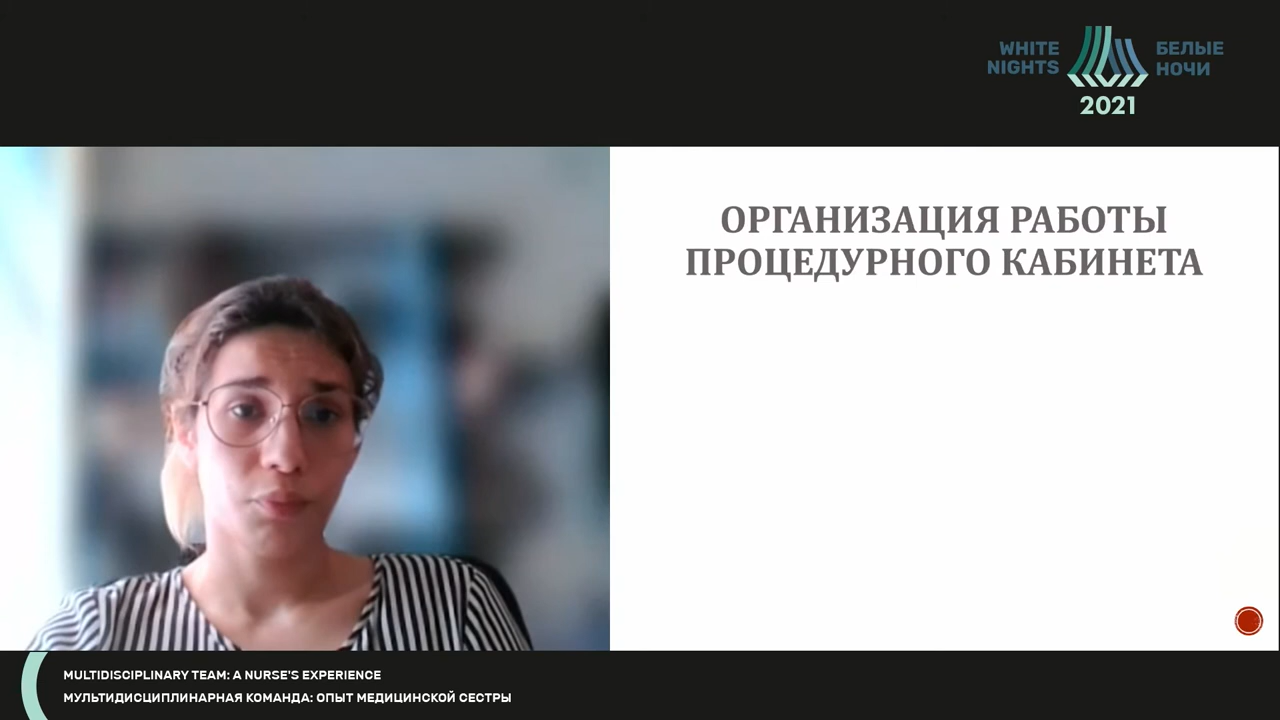 WHITE
NIGHTS
БЕЛЫЕ
НОЧИ
2021
ОРГАНИЗАЦИЯ РАБОТЫ
ПРОЦЕДУРНОГО КАБИНЕТА
MULTIDISCIPLINARY TEAM: A NURSE'S EXPERIENCE
МУЛЬТИДИСЦИПЛИНАРНАЯ КОМАНДА: ОПЫТ МЕДИЦИНСКОЙ СЕСТРЫ